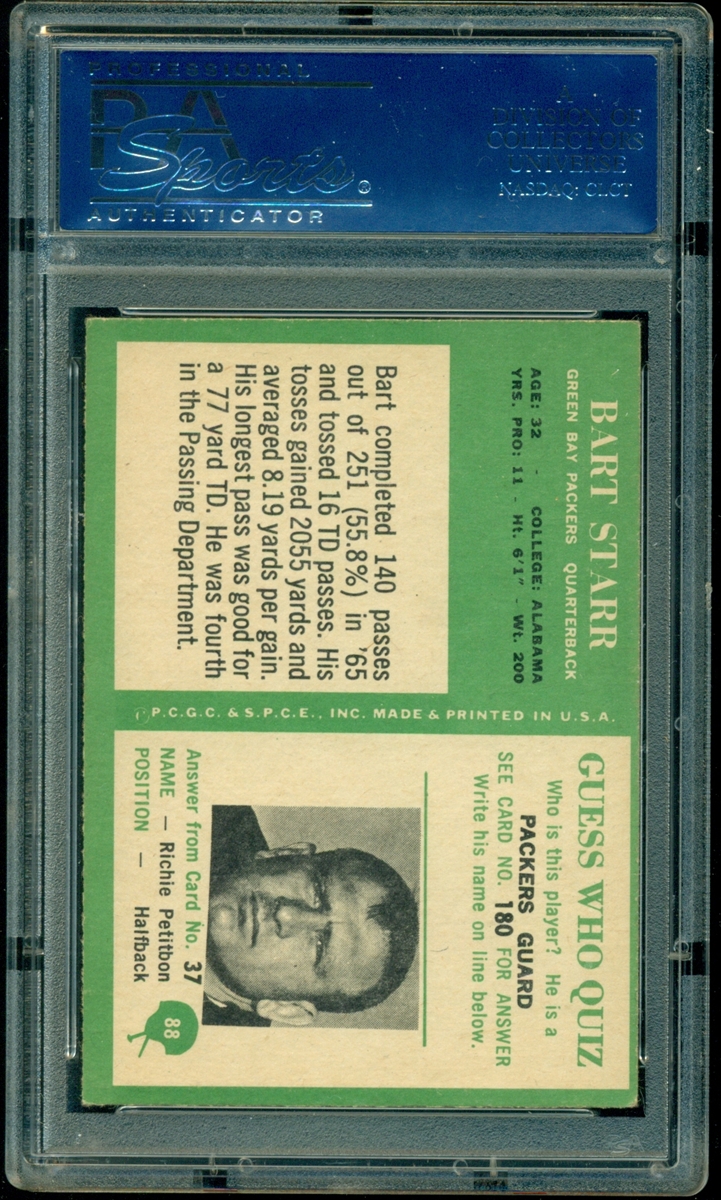 PROFESSIONAL
PSA
Sports®
AUTHENTICATOR
A
DIVISION OF
COLLECTORS
UNIVERSE
NASDAQ: CLCT
BART STARR
GREEN BAY PACKERS QUARTERBACK
AGE: 32 - COLLEGE: ALABAMA
YRS. PRO: 11 - Ht. 6'1" - Wt. 200
Bart completed 140 passes
out of 251 (55.8%) in '65
and tossed 16 TD passes. His
tosses gained 2055 yards and
averaged 8.19 yards per gain.
His longest pass was good for
a 77 yard TD. He was fourth
in the Passing Department.
Ⓟ P.C.G.C. & S.P.C.E., INC. MADE & PRINTED IN U.S.A.
GUESS WHO QUIZ
Who is this player? He is a
PACKERS GUARD
SEE CARD NO. 180 FOR ANSWER
Write his name on line below.
Answer from Card No. 37
NAME — Richie Petitbon
POSITION — Halfback
88